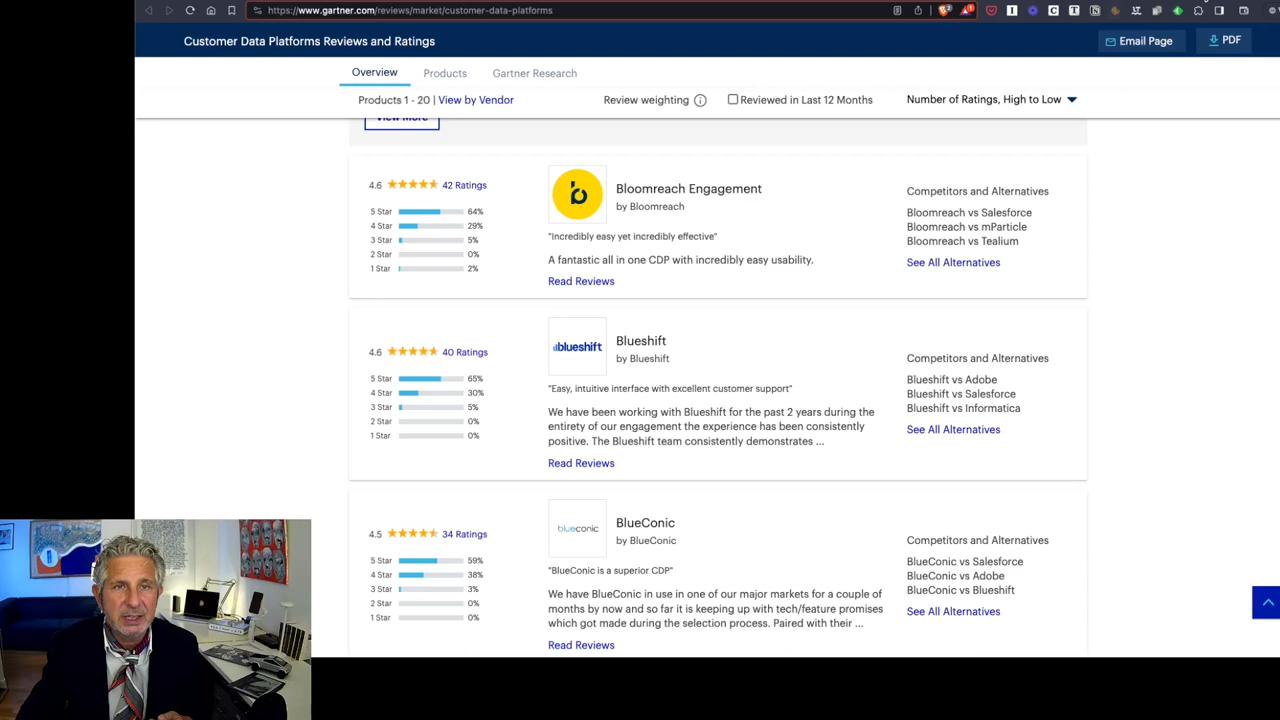 https://www.gartner.com/reviews/market/customer-data-platforms
Customer Data Platforms Reviews and Ratings
Email Page
PDF
Overview
Products
Gartner Research
Products 1 - 20 | View by Vendor
Review weighting
Reviewed in Last 12 Months
Number of Ratings, High to Low
View More
4.6
42 Ratings
5 Star 64%
4 Star 29%
3 Star 5%
2 Star 0%
1 Star 2%
Bloomreach Engagement
by Bloomreach
"Incredibly easy yet incredibly effective"
A fantastic all in one CDP with incredibly easy usability.
Read Reviews
Competitors and Alternatives
Bloomreach vs Salesforce
Bloomreach vs mParticle
Bloomreach vs Tealium
See All Alternatives
4.6
40 Ratings
5 Star 65%
4 Star 30%
3 Star 5%
2 Star 0%
1 Star 0%
blueshift
Blueshift
by Blueshift
"Easy, intuitive interface with excellent customer support"
We have been working with Blueshift for the past 2 years during the
entirety of our engagement the experience has been consistently
positive. The Blueshift team consistently demonstrates ...
Read Reviews
Competitors and Alternatives
Blueshift vs Adobe
Blueshift vs Salesforce
Blueshift vs Informatica
See All Alternatives
4.5
34 Ratings
5 Star 59%
4 Star 38%
3 Star 3%
2 Star 0%
1 Star 0%
blueconic
BlueConic
by BlueConic
"BlueConic is a superior CDP"
We have BlueConic in use in one of our major markets for a couple of
months by now and so far it is keeping up with tech/feature promises
which got made during the selection process. Paired with their ...
Read Reviews
Competitors and Alternatives
BlueConic vs Salesforce
BlueConic vs Adobe
BlueConic vs Blueshift
See All Alternatives